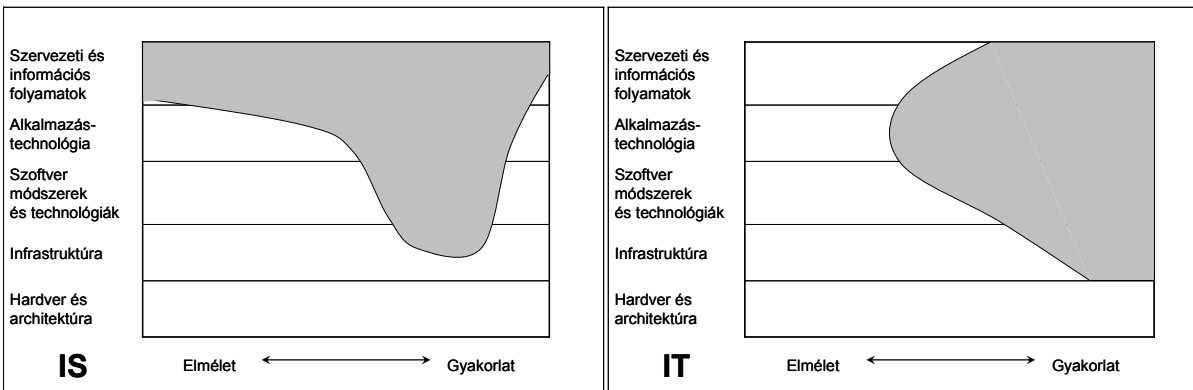 Szervezeti és
információs
folyamatok
Alkalmazás-
technológia
Szoftver
módszerek
és technológiák
Infrastruktúra
Hardver és
architektúra
IS
Elmélet
Gyakorlat
Szervezeti és
információs
folyamatok
Alkalmazás-
technológia
Szoftver
módszerek
és technológiák
Infrastruktúra
Hardver és
architektúra
IT
Elmélet
Gyakorlat